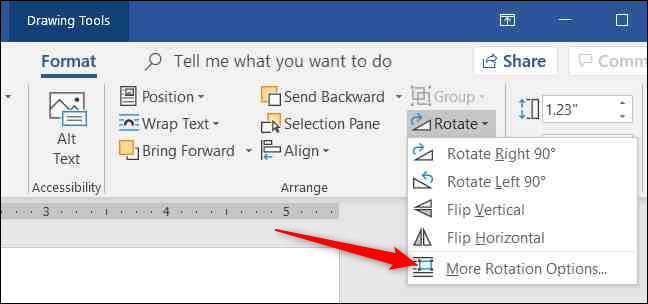 Drawing Tools
Format
Tell me what you want to do
Share
Comm
Alt
Text
Accessibility
Position
Wrap Text
Bring Forward
Send Backward
Selection Pane
Align
Group
Rotate
Arrange
1.23"
Rotate Right 90°
Rotate Left 90°
Flip Vertical
Flip Horizontal
More Rotation Options...
3 4 5